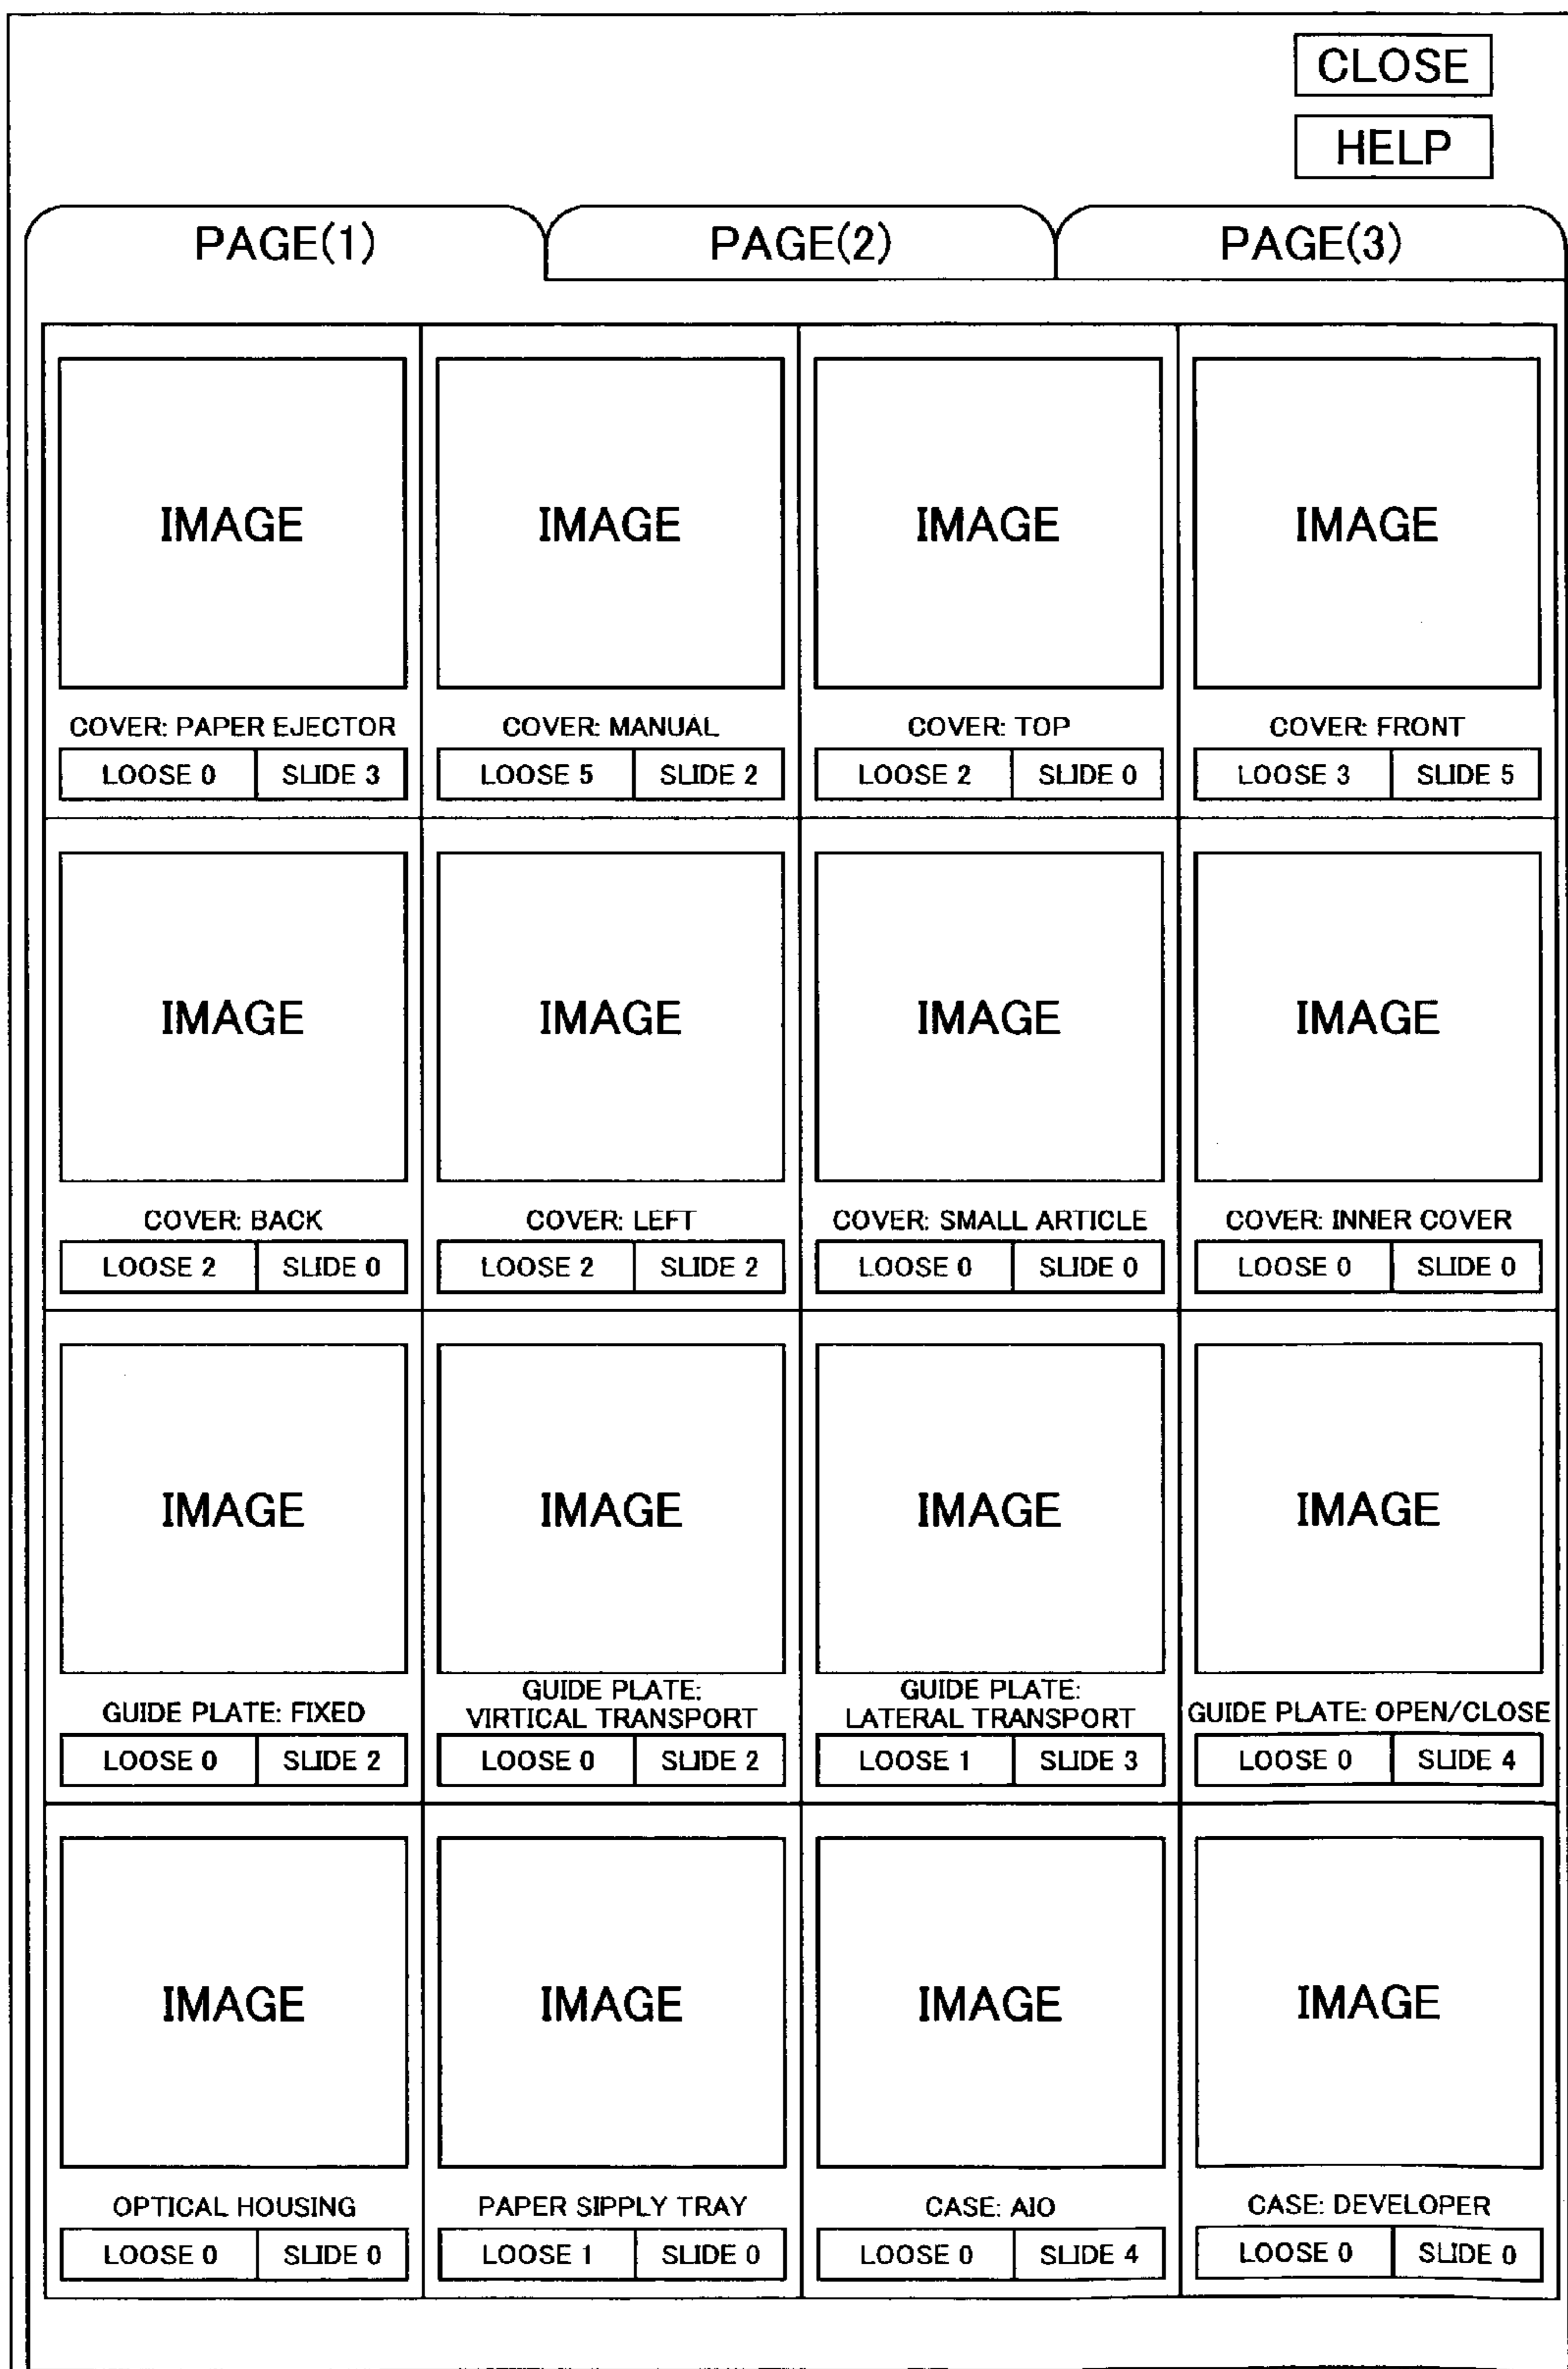 CLOSE
HELP
PAGE(1) PAGE(2) PAGE(3)
IMAGE IMAGE IMAGE IMAGE
COVER: PAPER EJECTOR COVER: MANUAL COVER: TOP COVER: FRONT
LOOSE 0 SLIDE 3 LOOSE 5 SLIDE 2 LOOSE 2 SLIDE 0 LOOSE 3 SLIDE 5
IMAGE IMAGE IMAGE IMAGE
COVER: BACK COVER: LEFT COVER: SMALL ARTICLE COVER: INNER COVER
LOOSE 2 SLIDE 0 LOOSE 2 SLIDE 2 LOOSE 0 SLIDE 0 LOOSE 0 SLIDE 0
IMAGE IMAGE IMAGE IMAGE
GUIDE PLATE: FIXED
GUIDE PLATE:
VIRTICAL TRANSPORT
GUIDE PLATE:
LATERAL TRANSPORT
GUIDE PLATE: OPEN/CLOSE
LOOSE 0 SLIDE 2 LOOSE 0 SLIDE 2 LOOSE 1 SLIDE 3 LOOSE 0 SLIDE 4
IMAGE IMAGE IMAGE IMAGE
OPTICAL HOUSING PAPER SIPPLY TRAY CASE: AIO CASE: DEVELOPER
LOOSE 0 SLIDE 0 LOOSE 1 SLIDE 0 LOOSE 0 SLIDE 4 LOOSE 0 SLIDE 0